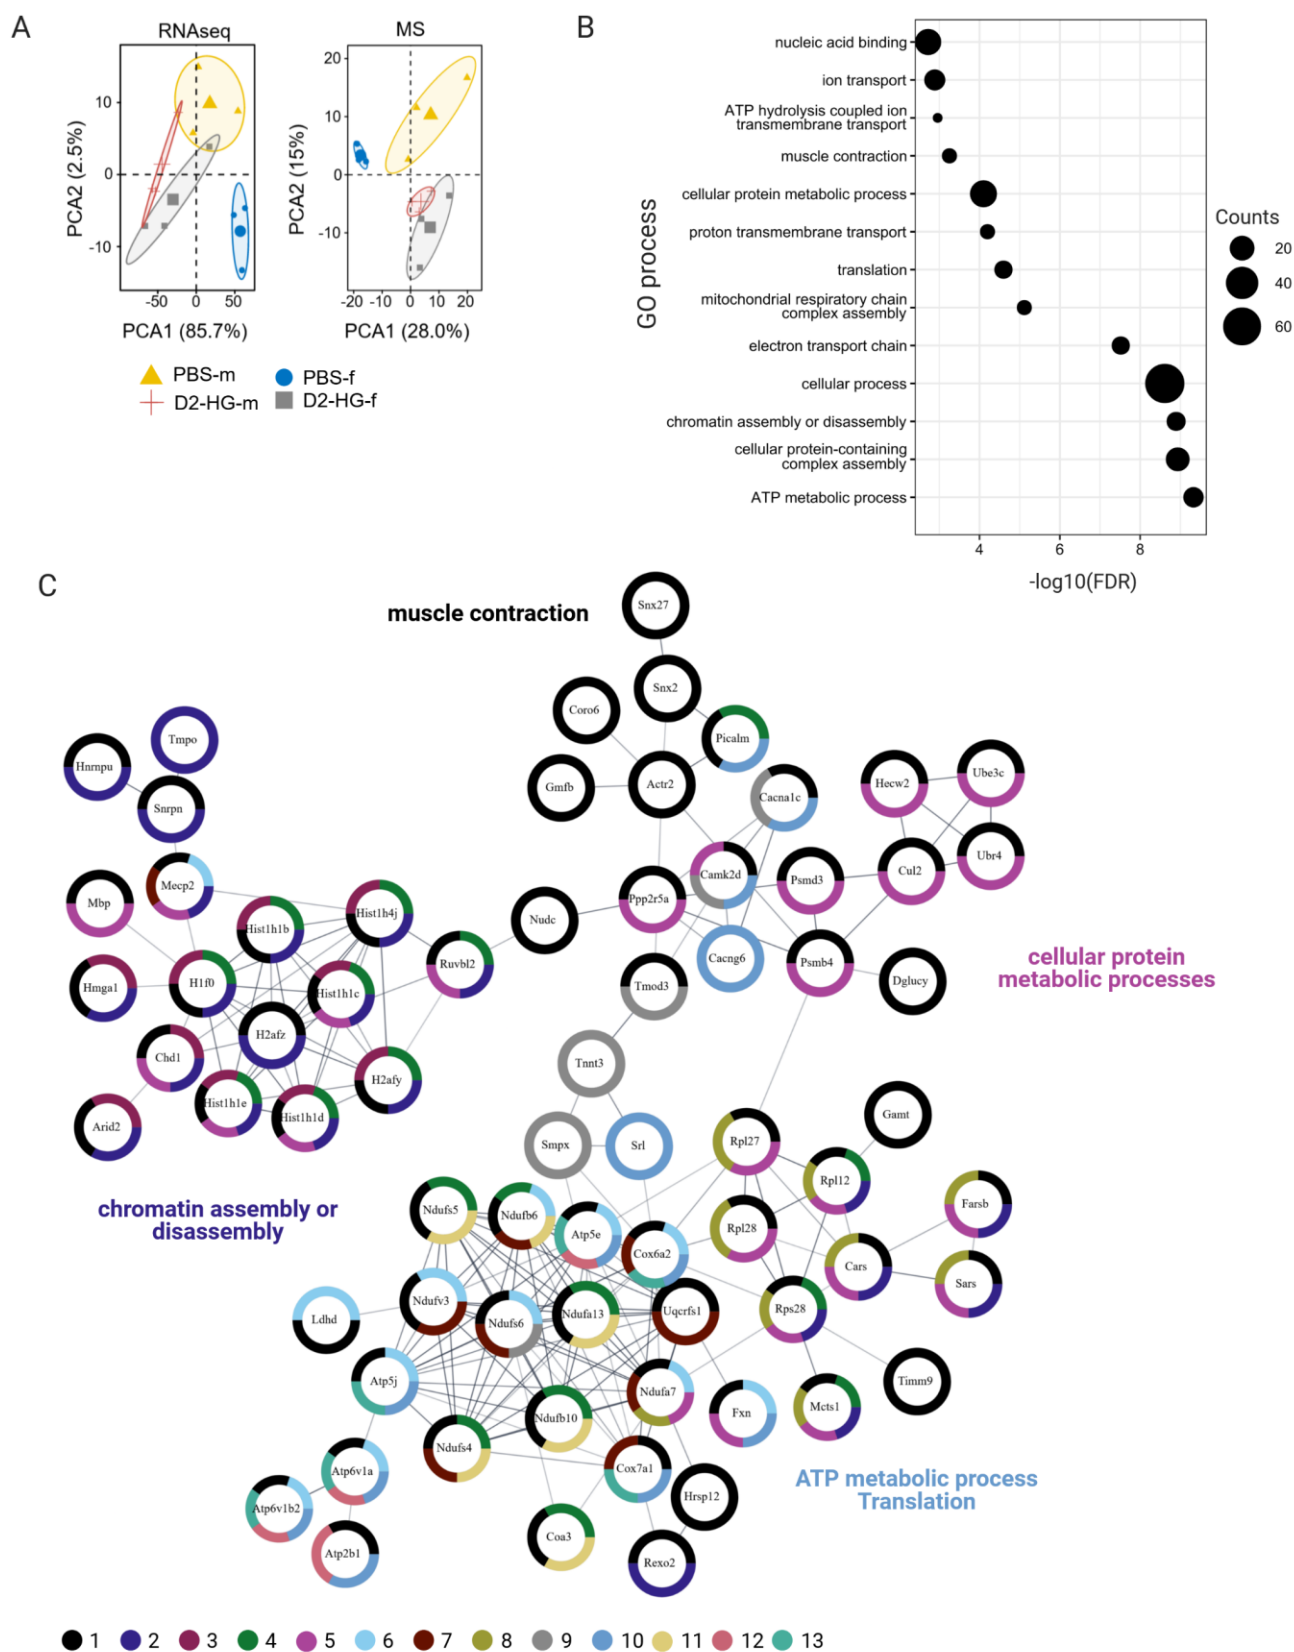 A
RNAseq
MS
PCA2 (2.5%)
10
0
-10
-50
0
50
PCA1 (85.7%)
PCA2 (15%)
20
10
0
-10
-20
-10
0
10
20
PCA1 (28.0%)
PBS-m
PBS-f
D2-HG-m
D2-HG-f
B
GO process
nucleic acid binding
ion transport
ATP hydrolysis coupled ion
transmembrane transport
muscle contraction
cellular protein metabolic process
proton transmembrane transport
translation
mitochondrial respiratory chain
complex assembly
electron transport chain
cellular process
chromatin assembly or disassembly
cellular protein-containing
complex assembly
ATP metabolic process
4
6
8
-log10(FDR)
Counts
20
40
60
C
muscle contraction
Snx27
Snx2
Coro6
Picalm
Tmpo
Hnrnpu
Snrpn
Gmfb
Actr2
Cacna1c
Hecw2
Ube3c
Ubr4
Cul2
Mecp2
Camk2d
Psmd3
Mbp
Ppp2r5a
Hist1h4j
Hist1h1b
Nudc
Ruvbl2
Cacng6
Psmb4
Dglucy
cellular protein
metabolic processes
Hmga1
H1f0
Hist1h1c
Tmod3
H2afz
Chd1
Tnnt3
H2afy
Hist1h1e
Hist1h1d
Arid2
Gamt
Smpx
Srl
Rpl27
Rpl12
chromatin assembly or
disassembly
Ndufs5
Ndufb6
Atp5e
Cox6a2
Rpl28
Farsb
Cars
Sars
Ldhd
Ndufv3
Ndufs6
Ndufa13
Uqcrfs1
Rps28
Atp5j
Ndufa7
Timm9
Fxn
Mcts1
Ndufb10
Ndufs4
Cox7a1
Atp6v1a
Hrsp12
ATP metabolic process
Translation
Atp6v1b2
Coa3
Atp2b1
Rexo2
1
2
3
4
5
6
7
8
9
10
11
12
13